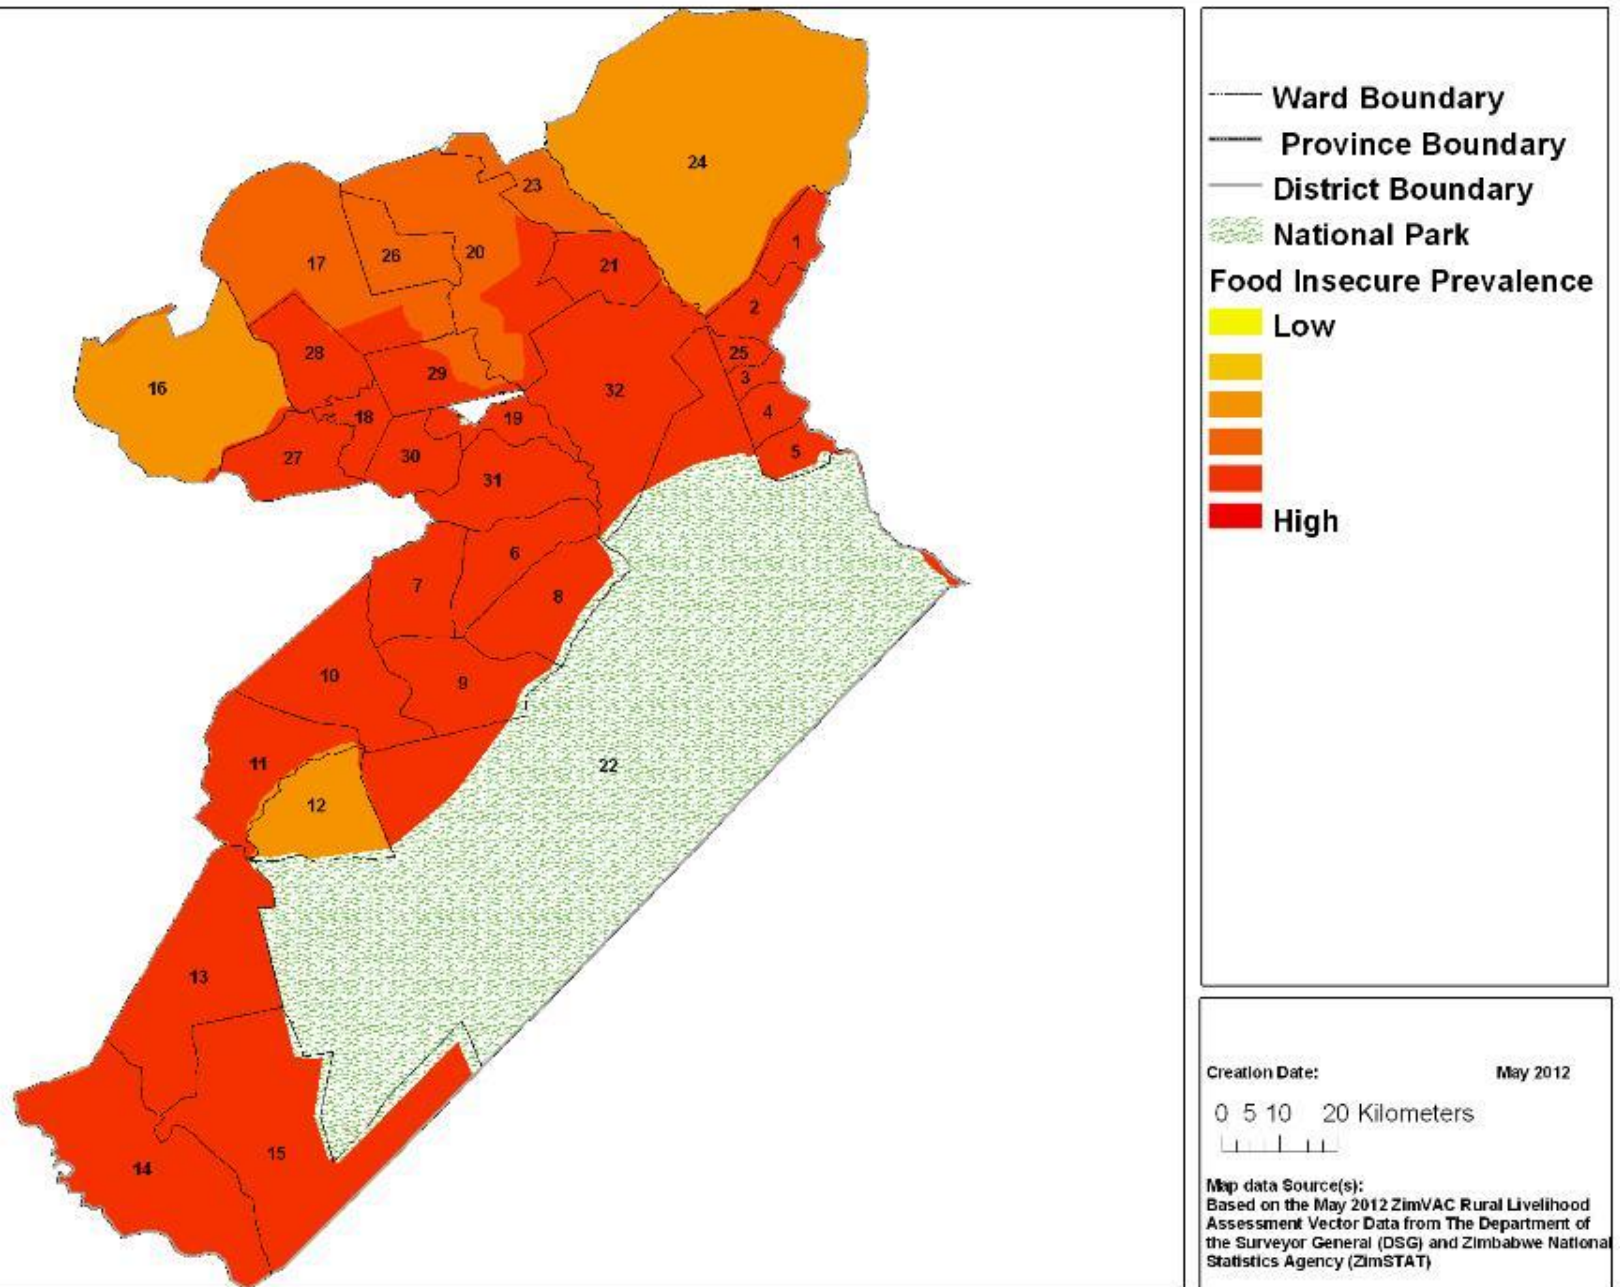 24
23
1
26
20
17
21
2
28
25
29
3
16
32
4
18
19
5
30
27
31
6
7
8
10
9
11
22
12
13
15
14
Ward Boundary
Province Boundary
District Boundary
National Park
Food Insecure Prevalence
Low
High
Creation Date: May 2012
0 5 10 20 Kilometers
Map data Source(s):
Based on the May 2012 ZimVAC Rural Livelihood
Assessment Vector Data from The Department of
the Surveyor General (DSG) and Zimbabwe National
Statistics Agency (ZimSTAT)